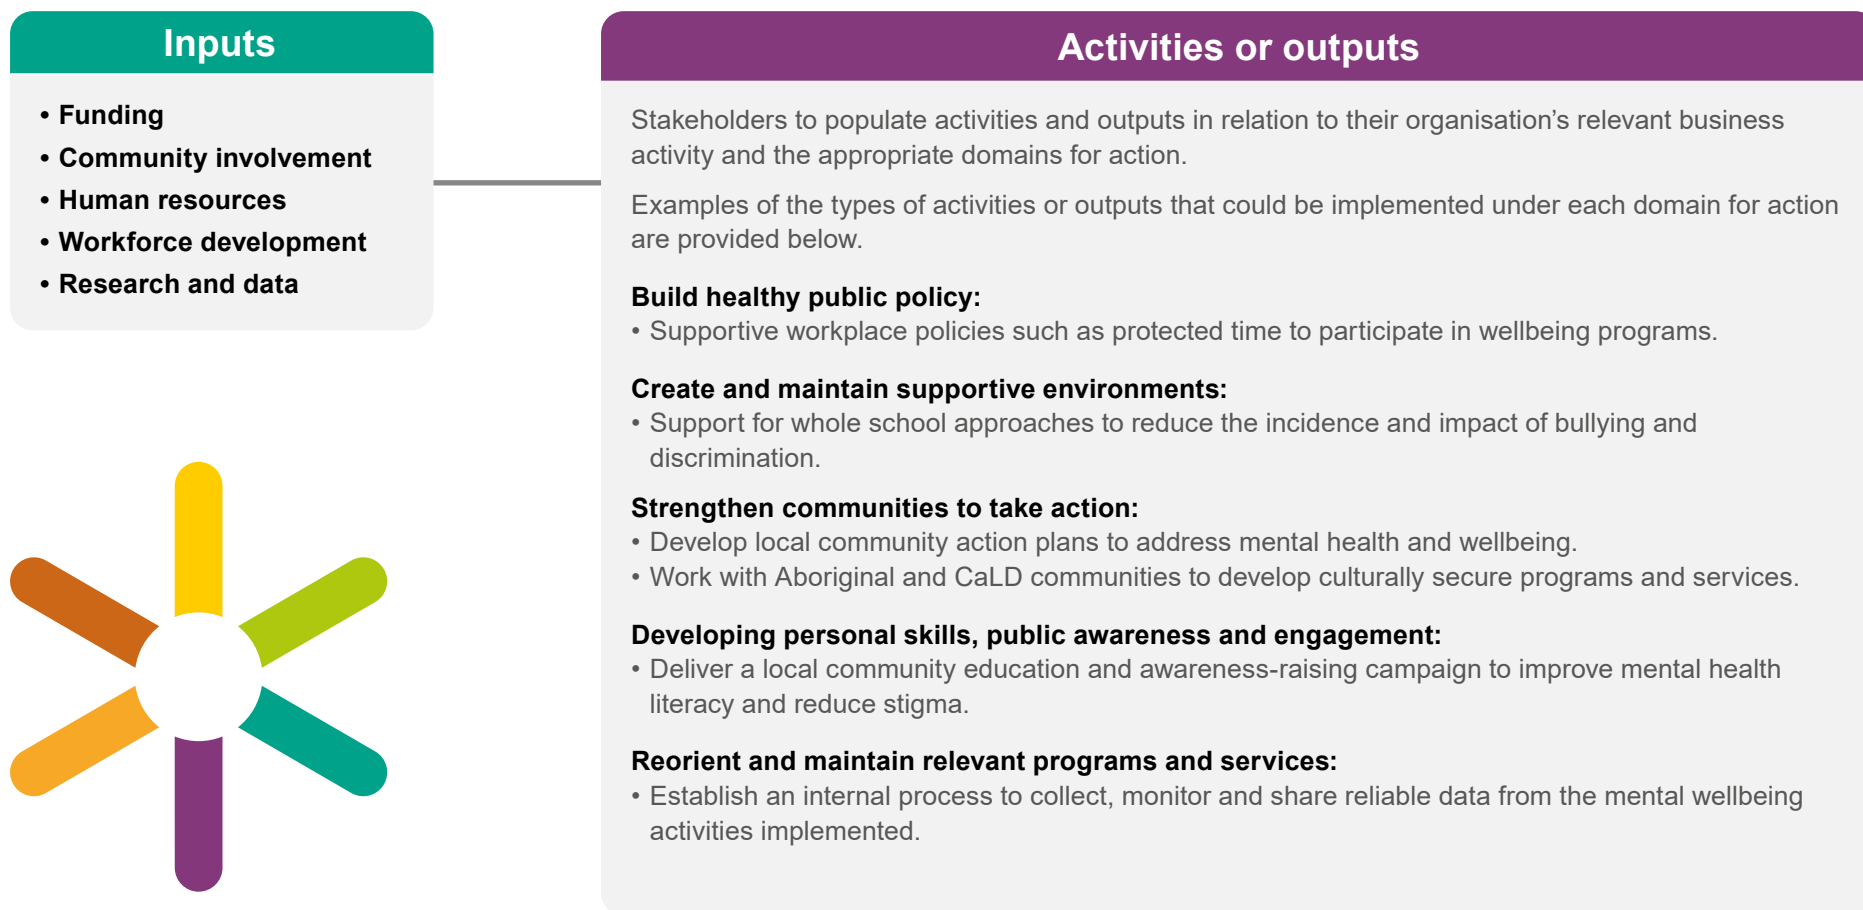 Inputs
• Funding
• Community involvement
• Human resources
• Workforce development
• Research and data
Activities or outputs
Stakeholders to populate activities and outputs in relation to their organisation’s relevant business
activity and the appropriate domains for action.
Examples of the types of activities or outputs that could be implemented under each domain for action
are provided below.
Build healthy public policy:
• Supportive workplace policies such as protected time to participate in wellbeing programs.
Create and maintain supportive environments:
• Support for whole school approaches to reduce the incidence and impact of bullying and
discrimination.
Strengthen communities to take action:
• Develop local community action plans to address mental health and wellbeing.
• Work with Aboriginal and CaLD communities to develop culturally secure programs and services.
Developing personal skills, public awareness and engagement:
• Deliver a local community education and awareness-raising campaign to improve mental health
literacy and reduce stigma.
Reorient and maintain relevant programs and services:
• Establish an internal process to collect, monitor and share reliable data from the mental wellbeing
activities implemented.